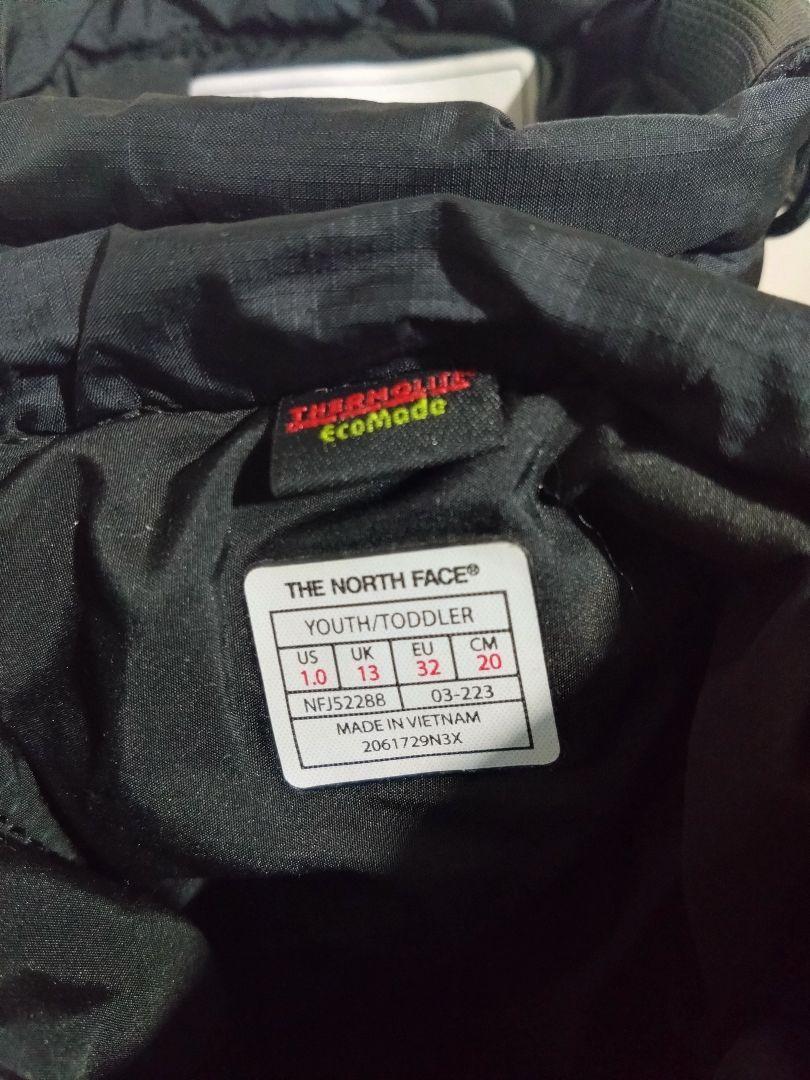 THERMOLITE
EcoMade
THE NORTH FACE®
YOUTH/TODDLER
US UK EU CM
1.0 13 32 20
NFJ52288 03-223
MADE IN VIETNAM
2061729N3X